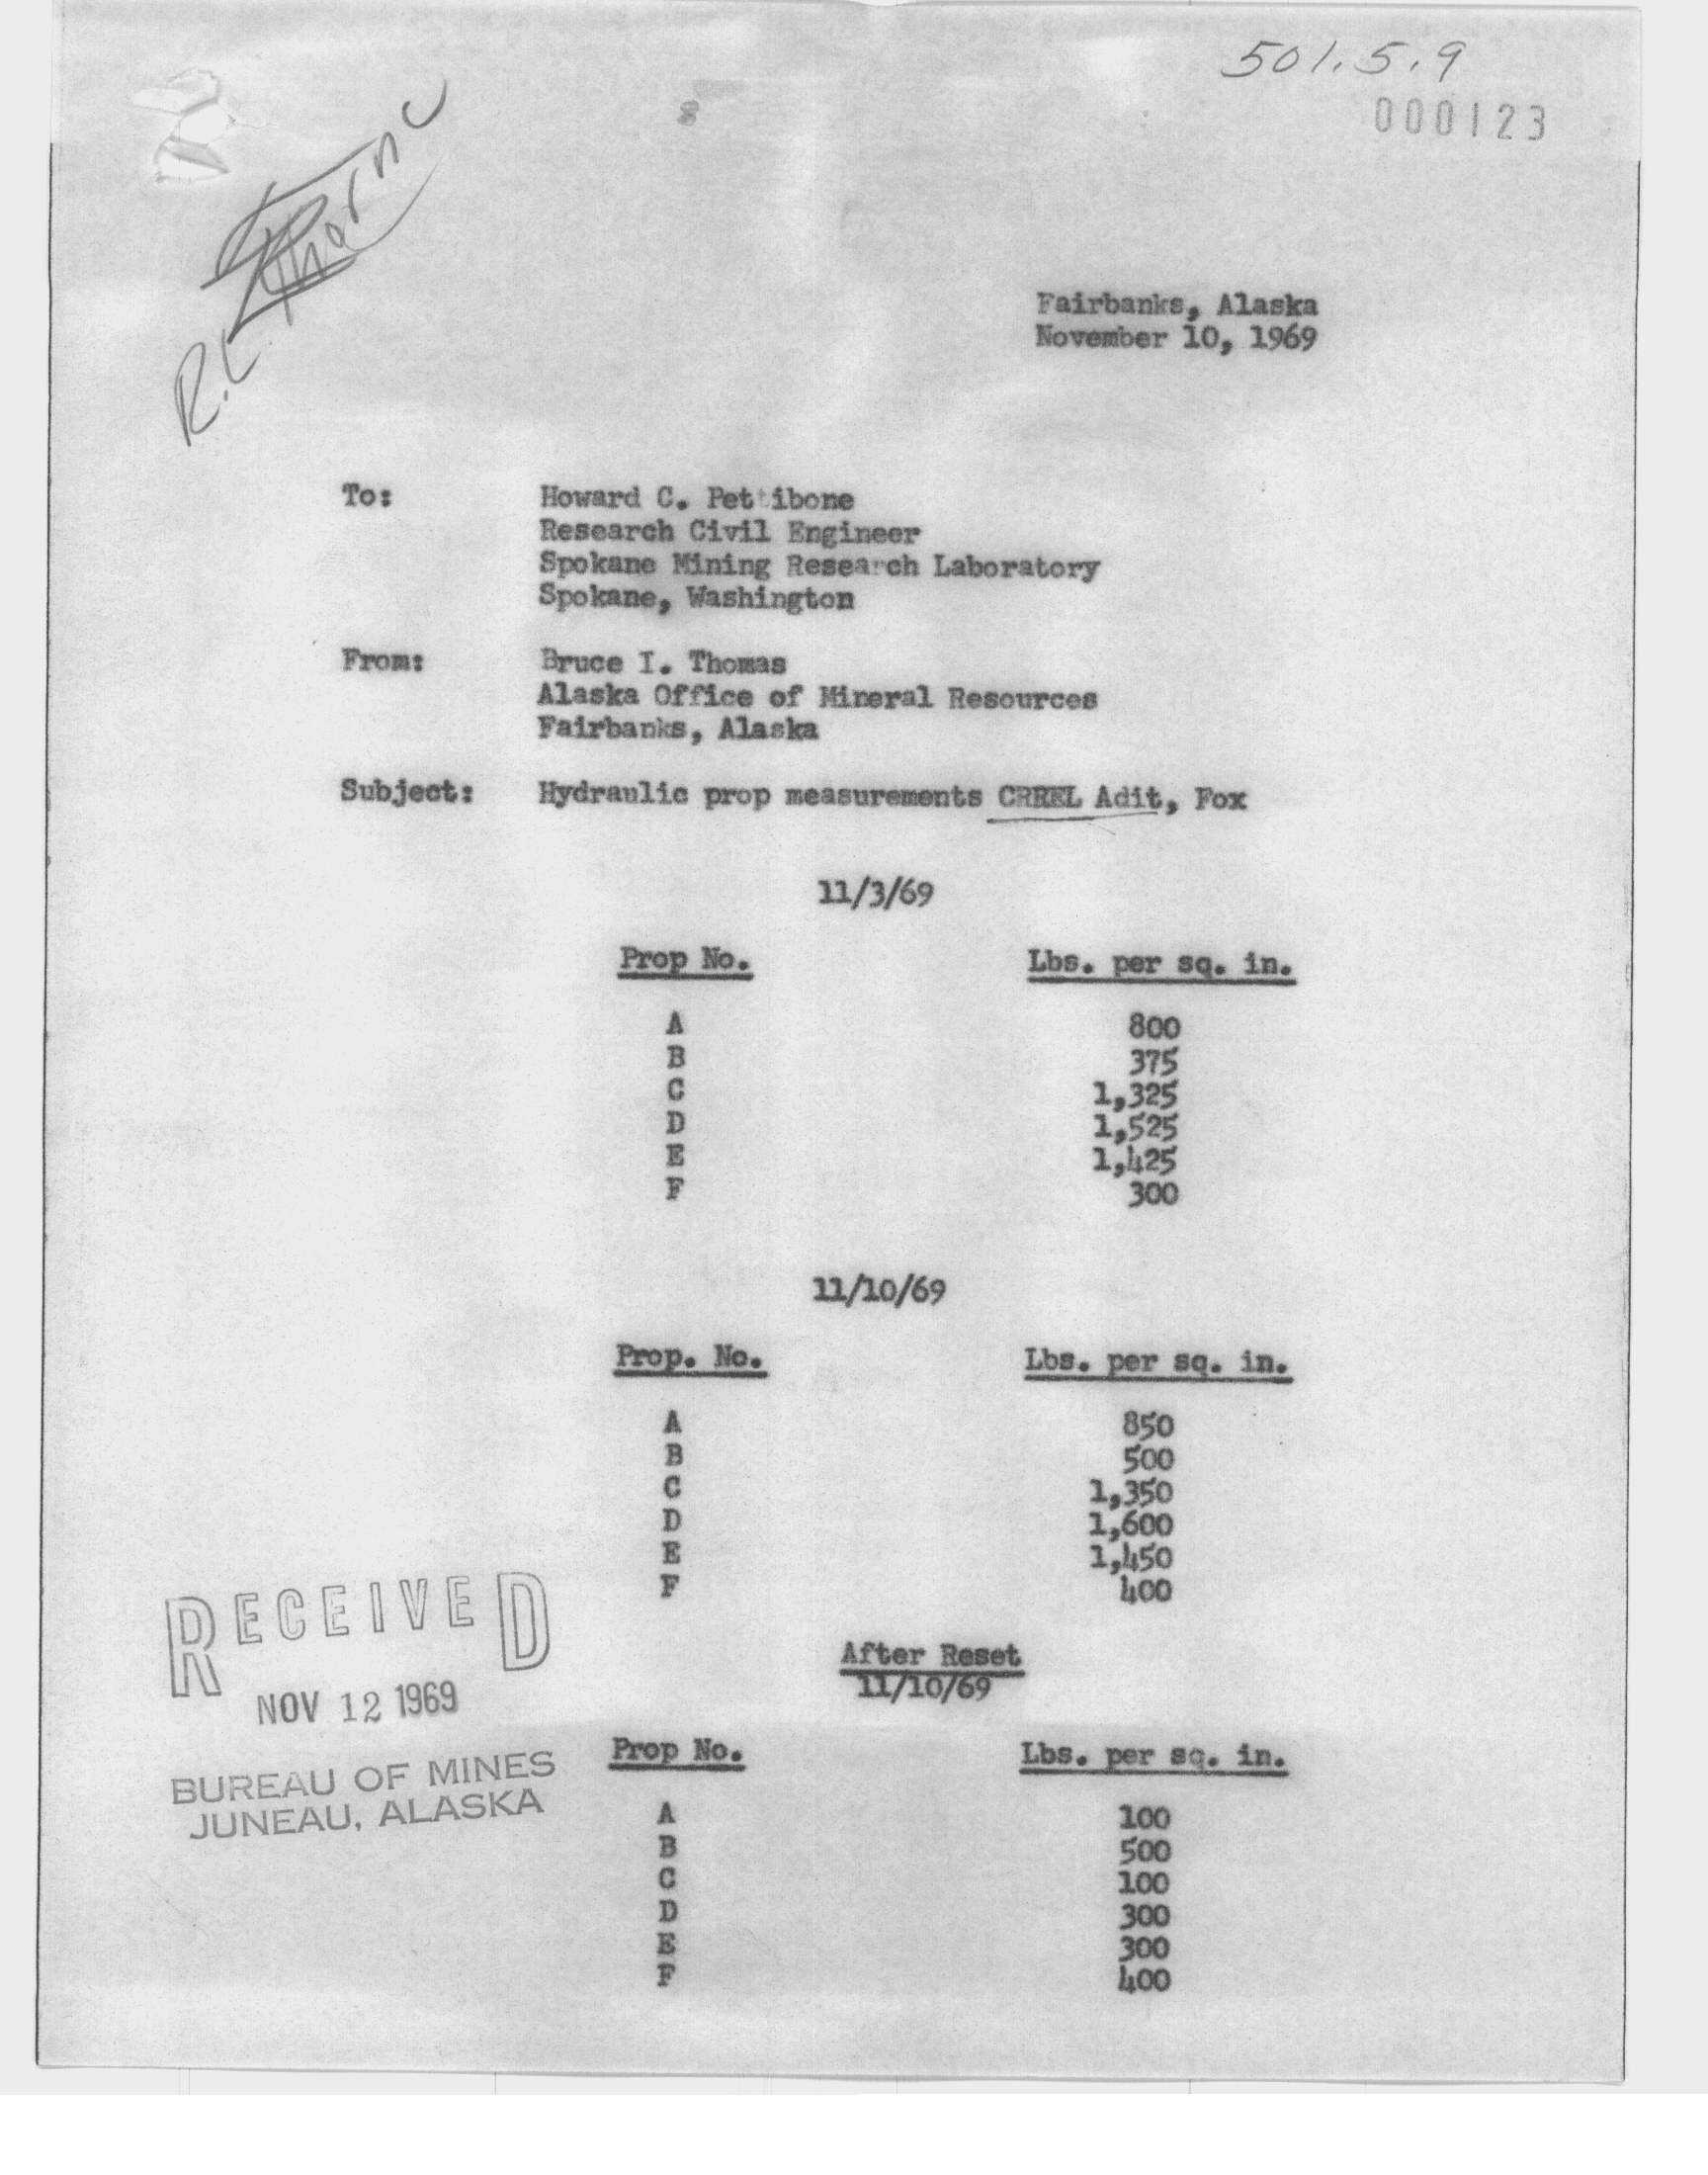 501.5.9
000123
Fairbanks, Alaska
November 10, 1969
To: Howard C. Pettibone
Research Civil Engineer
Spokane Mining Research Laboratory
Spokane, Washington
From: Bruce I. Thomas
Alaska Office of Mineral Resources
Fairbanks, Alaska
Subject: Hydraulic prop measurements CRREL Adit, Fox
11/3/69
Prop No. Lbs. per sq. in.
A 800
B 375
C 1,325
D 1,525
E 1,425
F 300
11/10/69
Prop. No. Lbs. per sq. in.
A 850
B 500
C 1,350
D 1,600
E 1,450
F 400
After Reset
11/10/69
Prop No. Lbs. per sq. in.
A 100
B 500
C 100
D 300
E 300
F 400
RECEIVED
NOV 12 1969
BUREAU OF MINES
JUNEAU, ALASKA